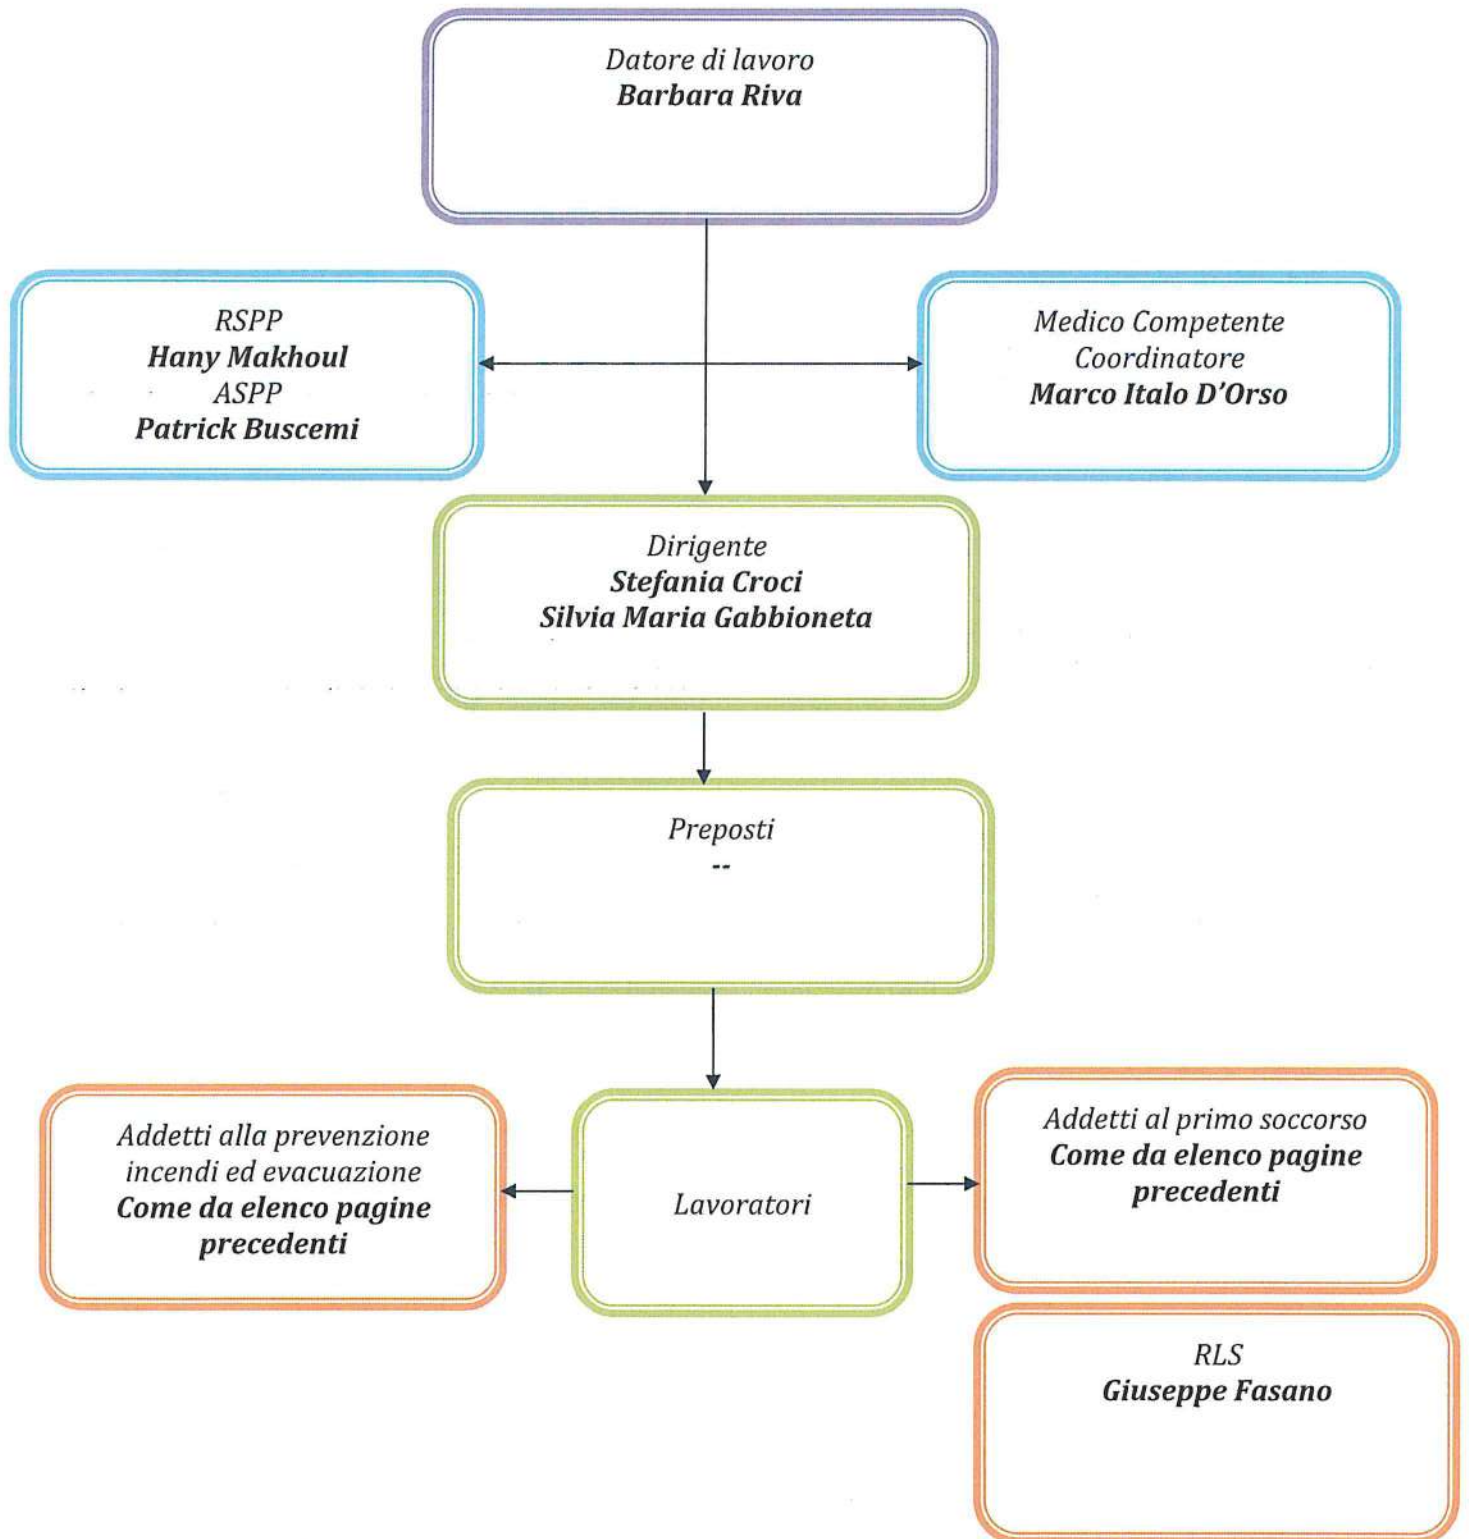 Datore di lavoro
Barbara Riva
RSPP
Hany Makhoul
ASPP
Patrick Buscemi
Medico Competente
Coordinatore
Marco Italo D'Orso
Dirigente
Stefania Croci
Silvia Maria Gabbioneta
Preposti
--
Addetti alla prevenzione
incendi ed evacuazione
Come da elenco pagine
precedenti
Lavoratori
Addetti al primo soccorso
Come da elenco pagine
precedenti
RLS
Giuseppe Fasano